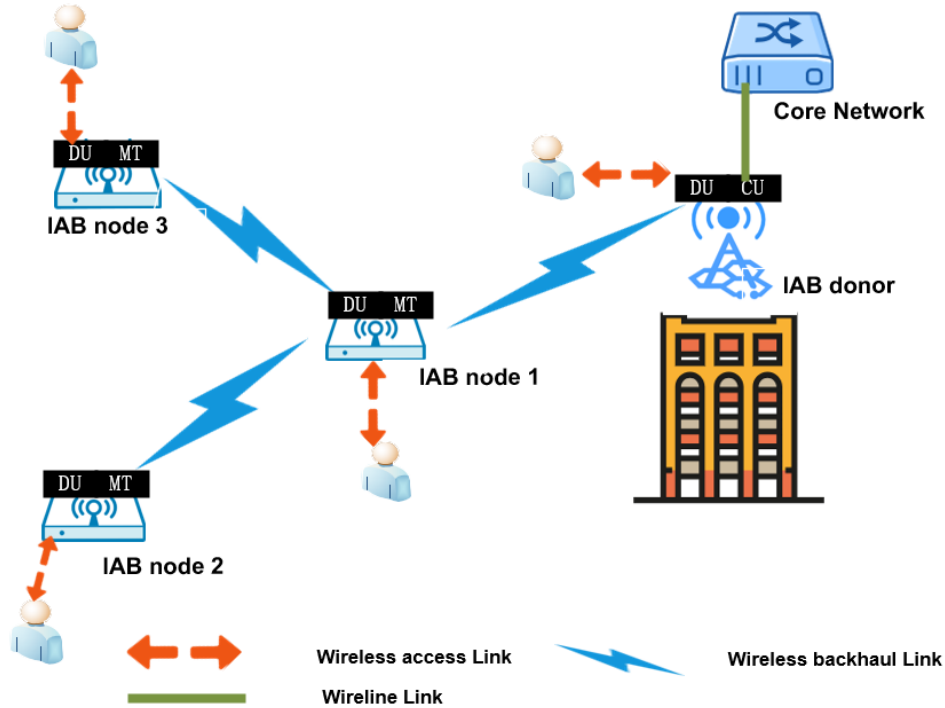 Core Network
DU MT
DU CU
IAB node 3
IAB donor
DU MT
IAB node 1
DU MT
IAB node 2
Wireless access Link
Wireless backhaul Link
Wireline Link